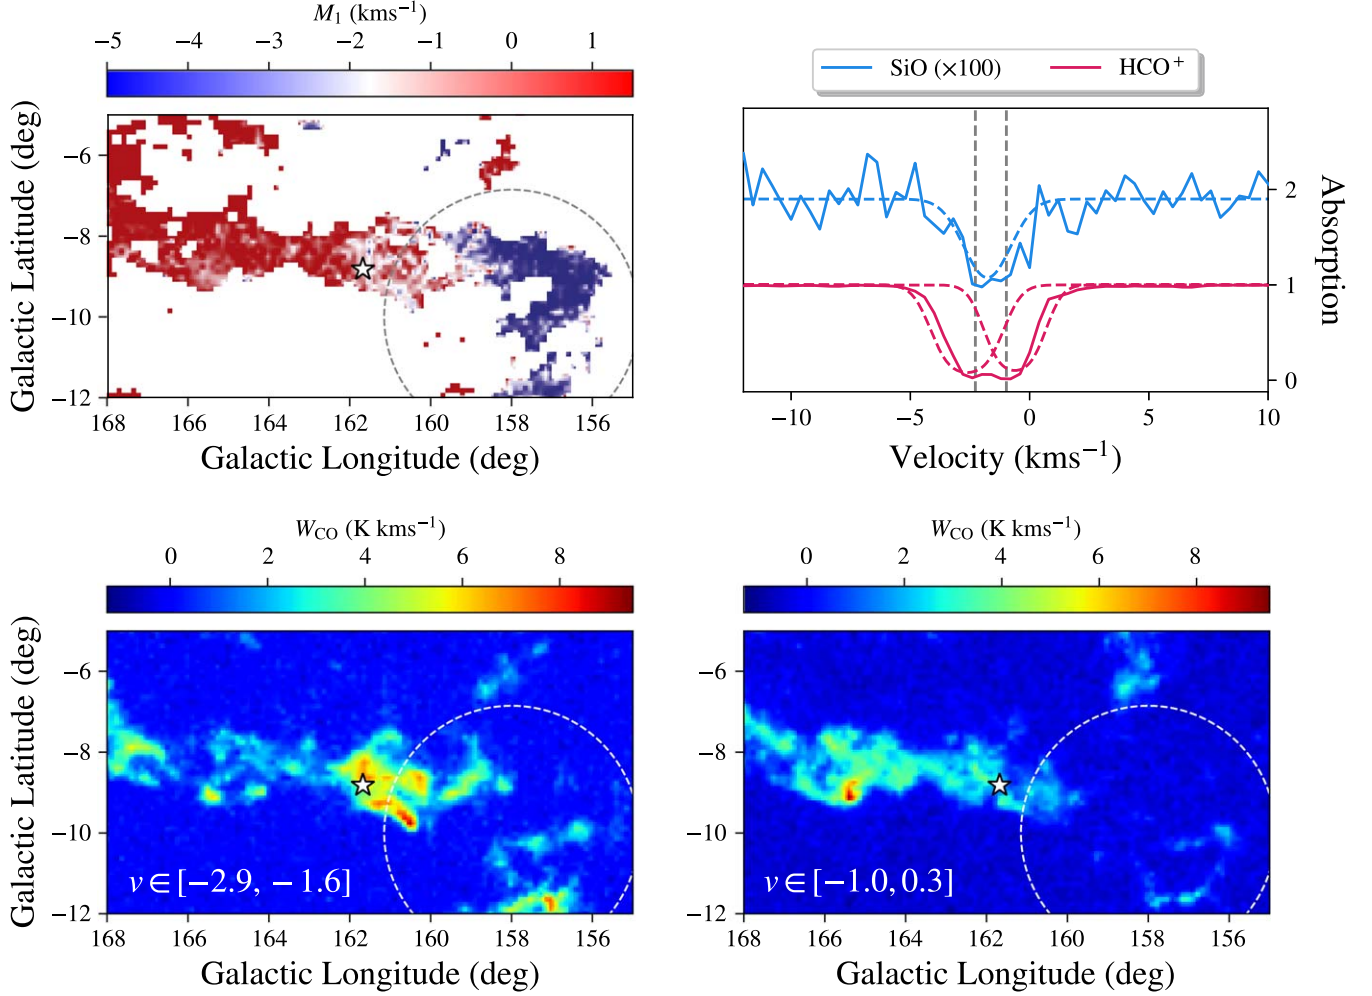 M₁ (kms⁻¹)
−5 −4 −3 −2 −1 0 1
Galactic Latitude (deg)
−6
−8
−10
−12
168 166 164 162 160 158 156
Galactic Longitude (deg)
SiO (×100) HCO⁺
2
1
0
Absorption
−10 −5 0 5 10
Velocity (kms⁻¹)
W_CO (K kms⁻¹)
0 2 4 6 8
Galactic Latitude (deg)
−6
−8
−10
−12
v ∈ [−2.9, −1.6]
168 166 164 162 160 158 156
Galactic Longitude (deg)
W_CO (K kms⁻¹)
0 2 4 6 8
−6
−8
−10
−12
v ∈ [−1.0, 0.3]
168 166 164 162 160 158 156
Galactic Longitude (deg)